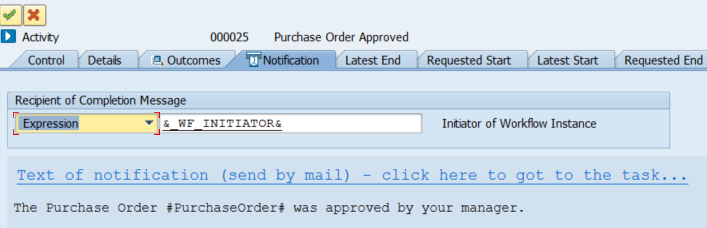 Activity 000025 Purchase Order Approved
Control Details Outcomes Notification Latest End Requested Start Latest Start Requested End
Recipient of Completion Message
Expression &_WF_INITIATOR& Initiator of Workflow Instance
Text of notification (send by mail) - click here to got to the task...
The Purchase Order #PurchaseOrder# was approved by your manager.